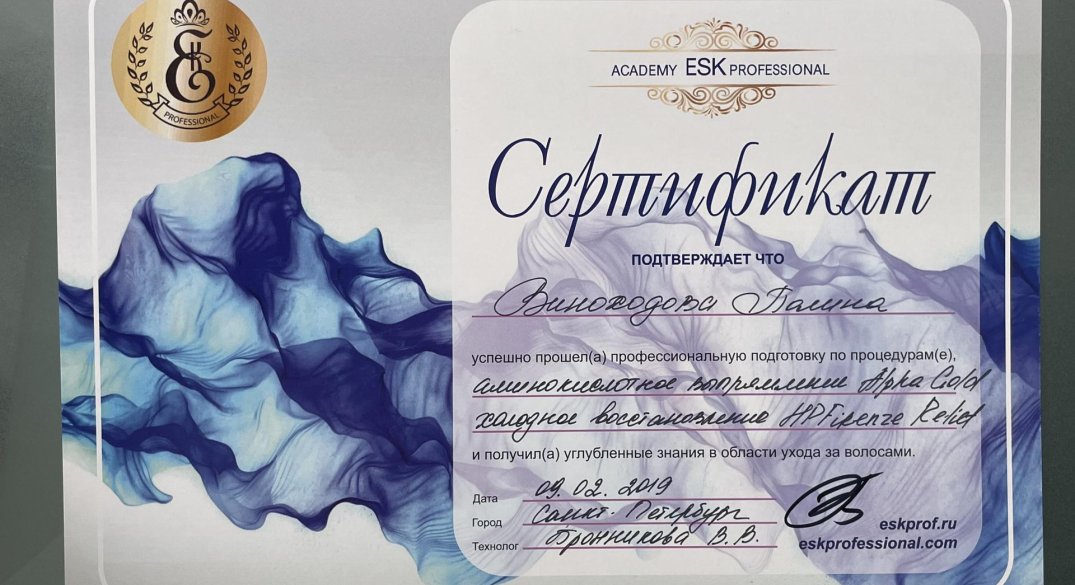 PROFESSIONAL
ACADEMY ESK PROFESSIONAL
Сертификат
ПОДТВЕРЖДАЕТ ЧТО
Виноходова Полина
успешно прошел(а) профессиональную подготовку по процедурам(е),
аминокислотное выпрямление Alpha Gold
холодное восстановление HP Firenze Relief
и получил(а) углубленные знания в области ухода за волосами.
Дата 09.02.2019
Город Санкт-Петербург
Технолог Бронникова В.В.
eskprof.ru
eskprofessional.com